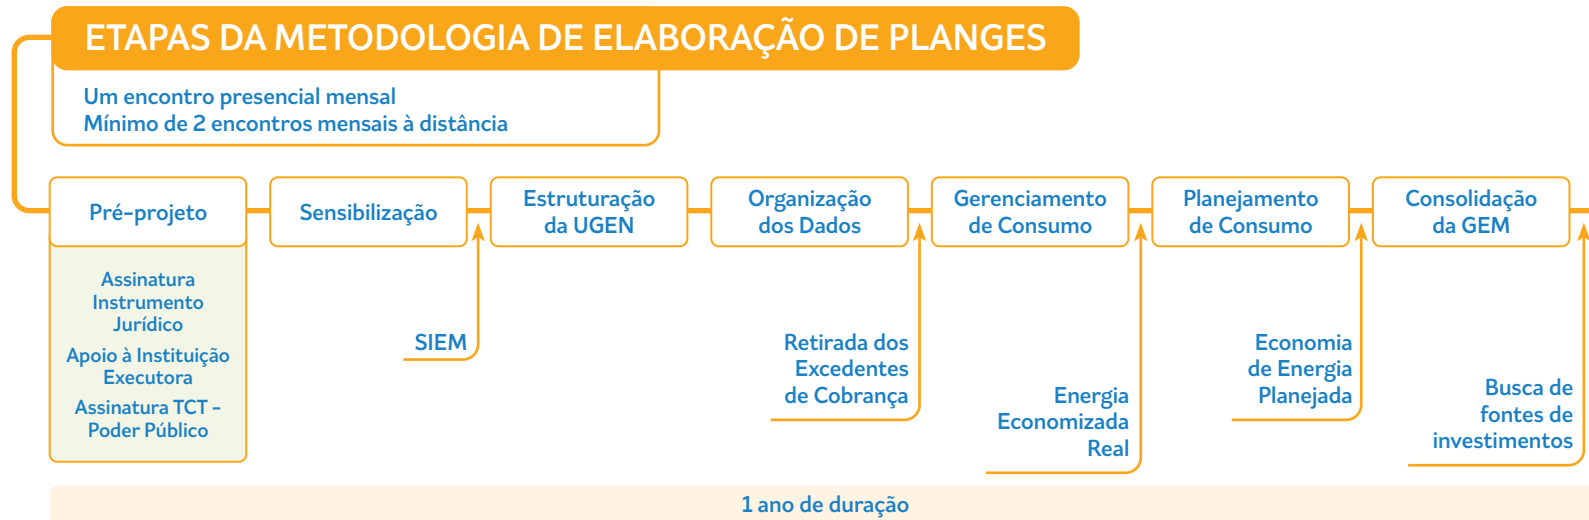 ETAPAS DA METODOLOGIA DE ELABORAÇÃO DE PLANGES
Um encontro presencial mensal
Mínimo de 2 encontros mensais à distância
Pré-projeto
Sensibilização
Estruturação
da UGEN
Organização
dos Dados
Gerenciamento
de Consumo
Planejamento
de Consumo
Consolidação
da GEM
Assinatura
Instrumento
Jurídico
Apoio à Instituição
Executora
Assinatura TCT -
Poder Público
SIEM
Retirada dos
Excedentes
de Cobrança
Energia
Economizada
Real
Economia
de Energia
Planejada
Busca de
fontes de
investimentos
1 ano de duração